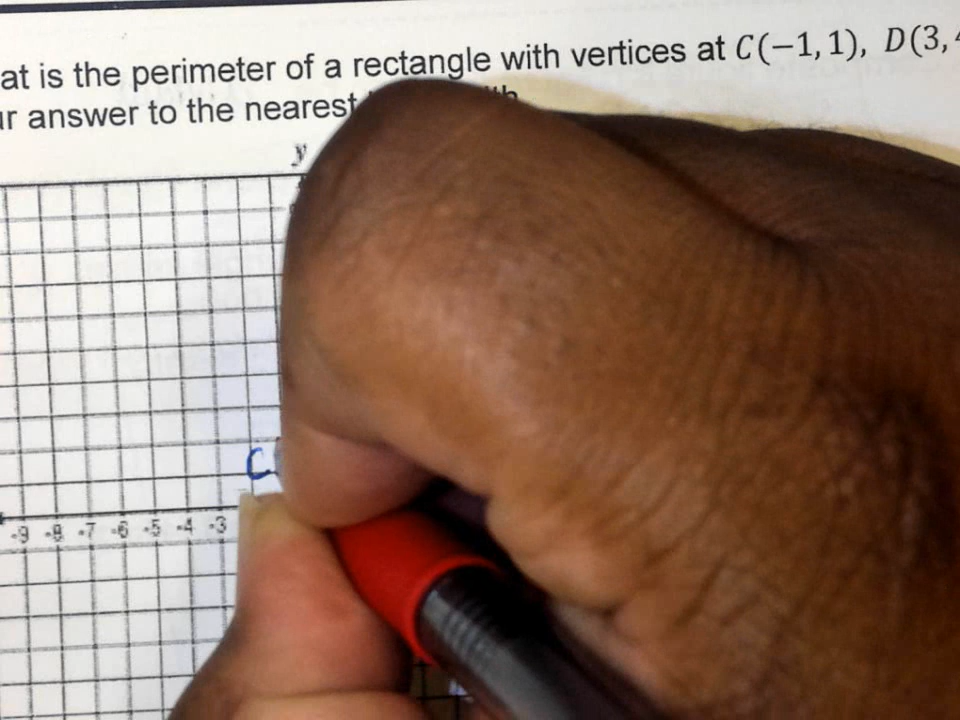 at is the perimeter of a rectangle with vertices at C(−1, 1), D(3,
ur answer to the nearest
y
C
-9 -8 -7 -6 -5 -4 -3